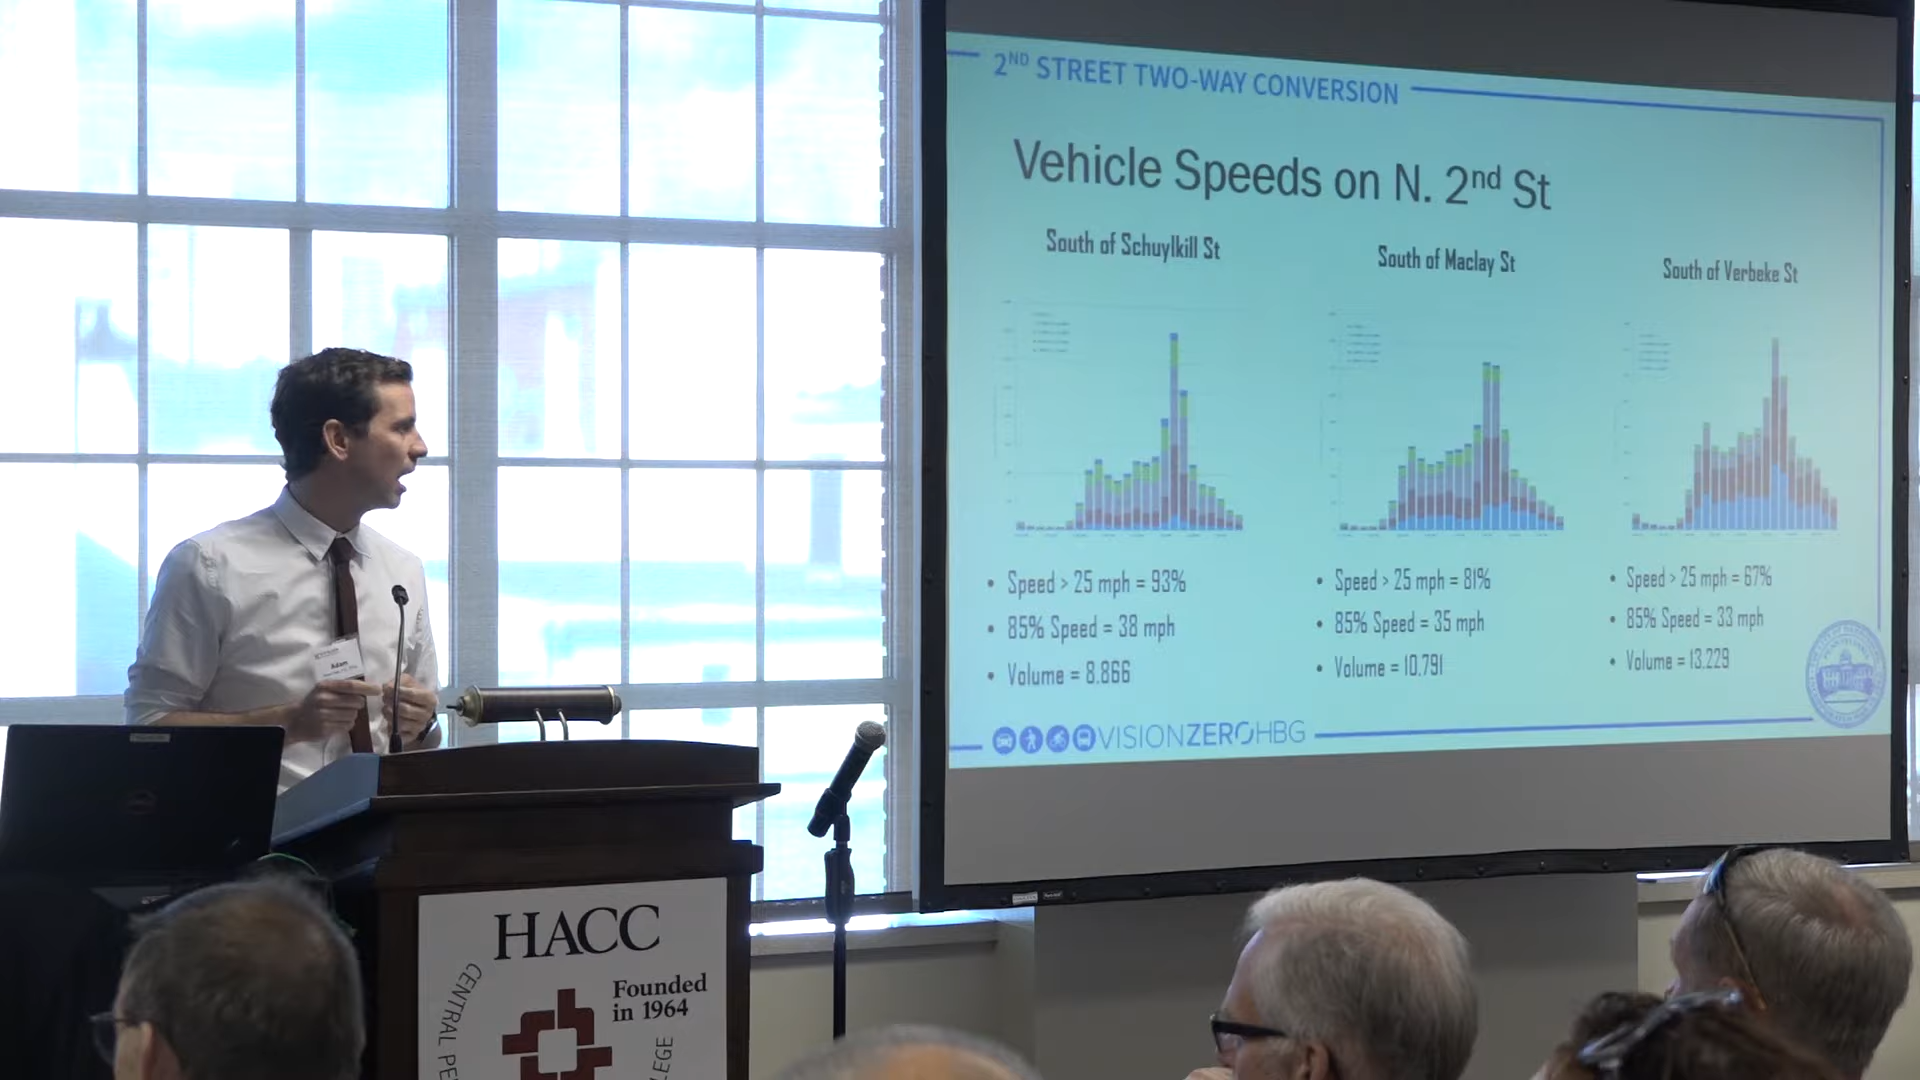 2ND STREET TWO-WAY CONVERSION
Vehicle Speeds on N. 2nd St
South of Schuylkill St
South of Maclay St
South of Verbeke St
• Speed > 25 mph = 93%
• 85% Speed = 38 mph
• Volume = 8.866
• Speed > 25 mph = 81%
• 85% Speed = 35 mph
• Volume = 10.791
• Speed > 25 mph = 67%
• 85% Speed = 33 mph
• Volume = 13.229
VISIONZEROHBG
Adam
HACC
Founded
in 1964
CENTRAL PE
LEGE